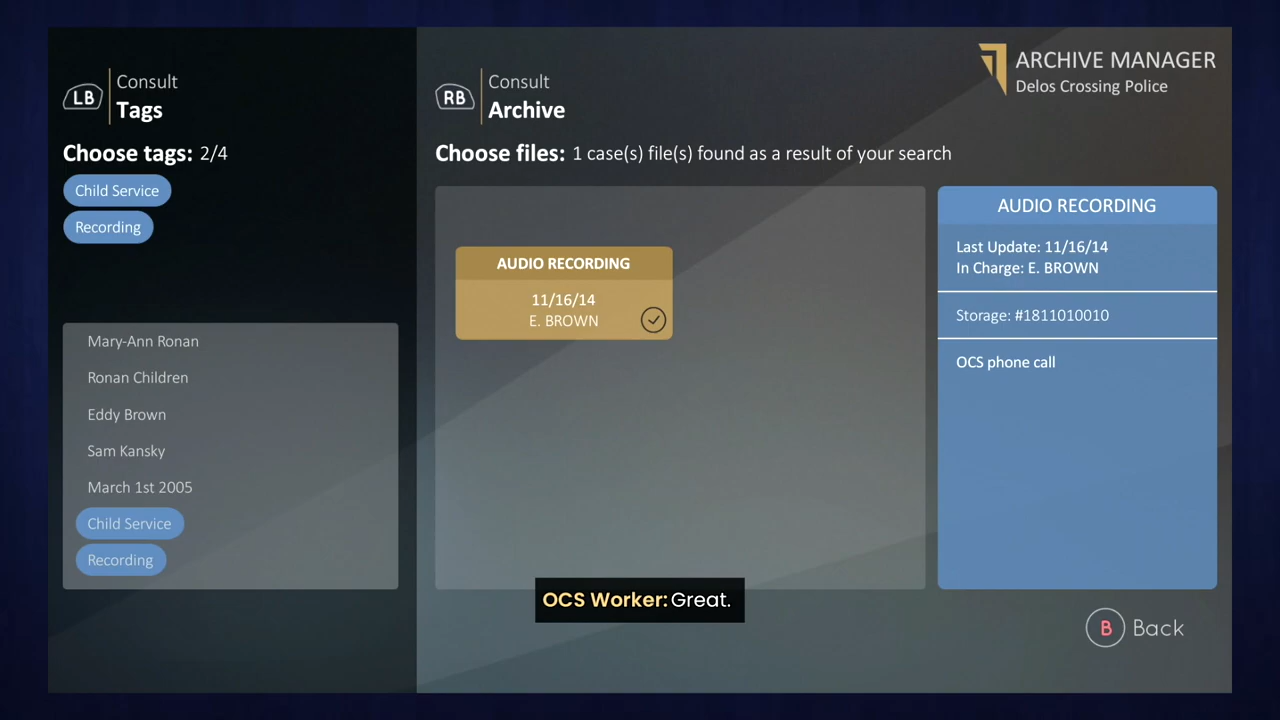 LB
Consult
Tags
Choose tags: 2/4
Child Service
Recording
Mary-Ann Ronan
Ronan Children
Eddy Brown
Sam Kansky
March 1st 2005
Child Service
Recording
RB
Consult
Archive
Choose files: 1 case(s) file(s) found as a result of your search
AUDIO RECORDING
11/16/14
E. BROWN
ARCHIVE MANAGER
Delos Crossing Police
AUDIO RECORDING
Last Update: 11/16/14
In Charge: E. BROWN
Storage: #1811010010
OCS phone call
OCS Worker: Great.
B Back